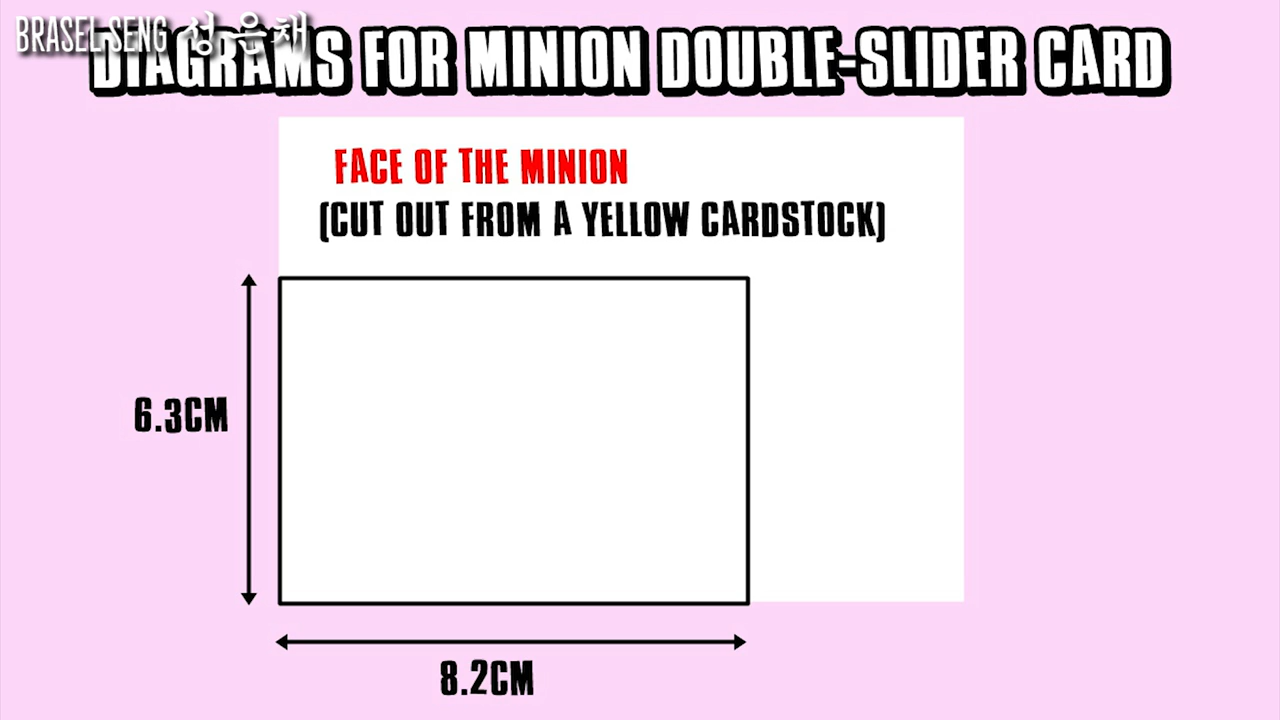 BRASEL SENG 성 은채
DIAGRAMS FOR MINION DOUBLE-SLIDER CARD
FACE OF THE MINION
(CUT OUT FROM A YELLOW CARDSTOCK)
6.3CM
8.2CM